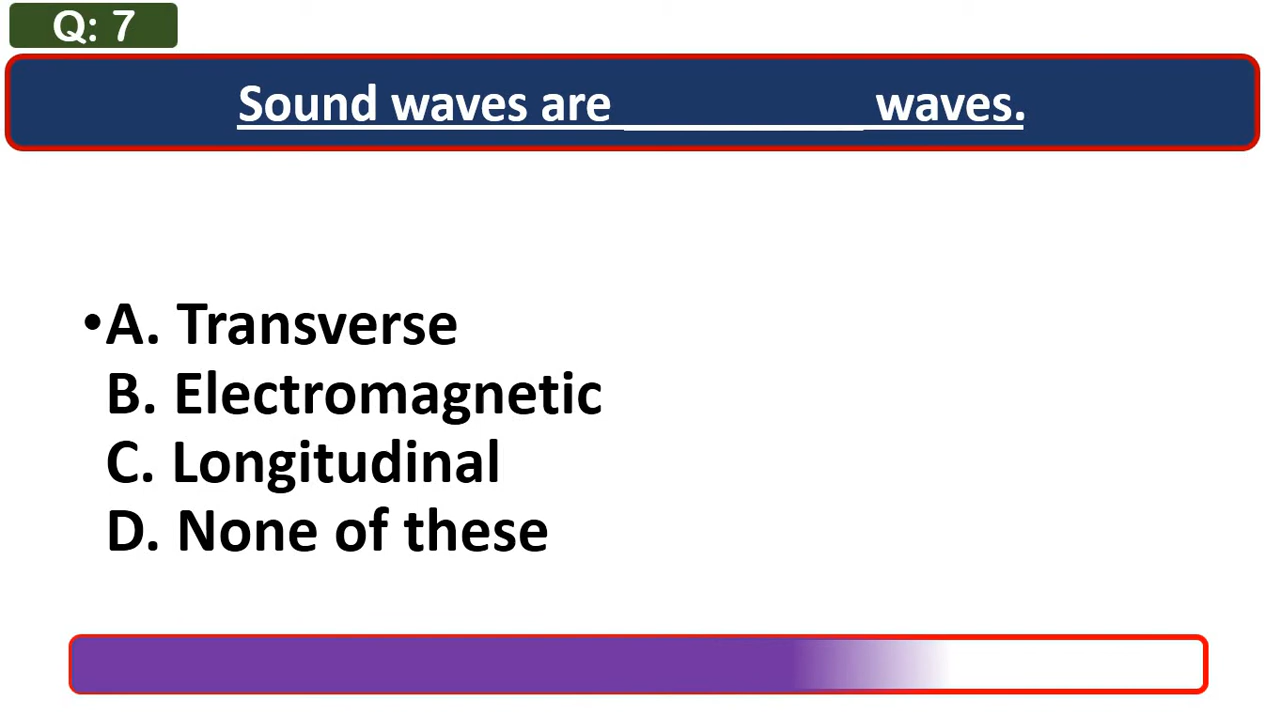 Q: 7
Sound waves are __________ waves.
•A. Transverse
B. Electromagnetic
C. Longitudinal
D. None of these